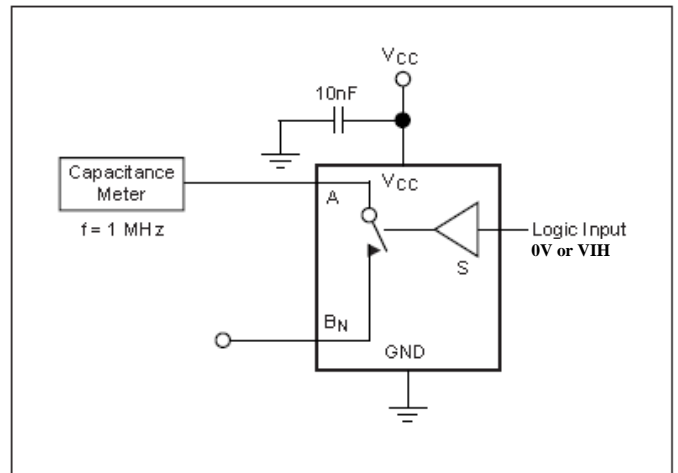 VCC
10nF
Capacitance
Meter
f = 1 MHz
A
VCC
S
Logic Input
0V or VIH
BN
GND